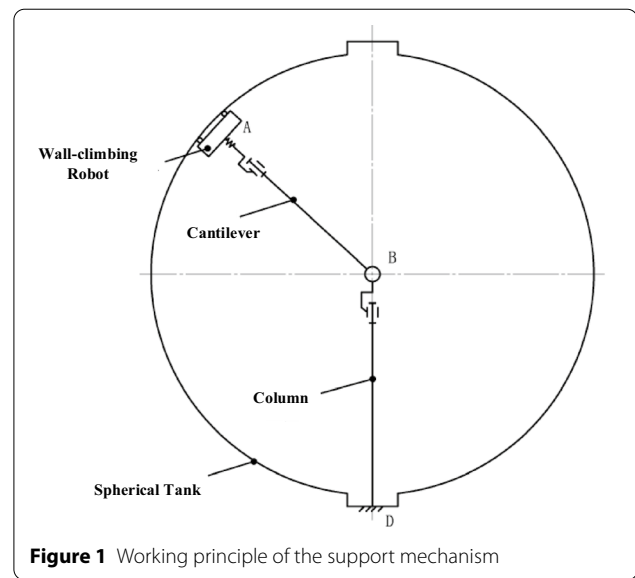 A
Wall-climbing
Robot
Cantilever
B
Column
Spherical Tank
D
Figure 1 Working principle of the support mechanism